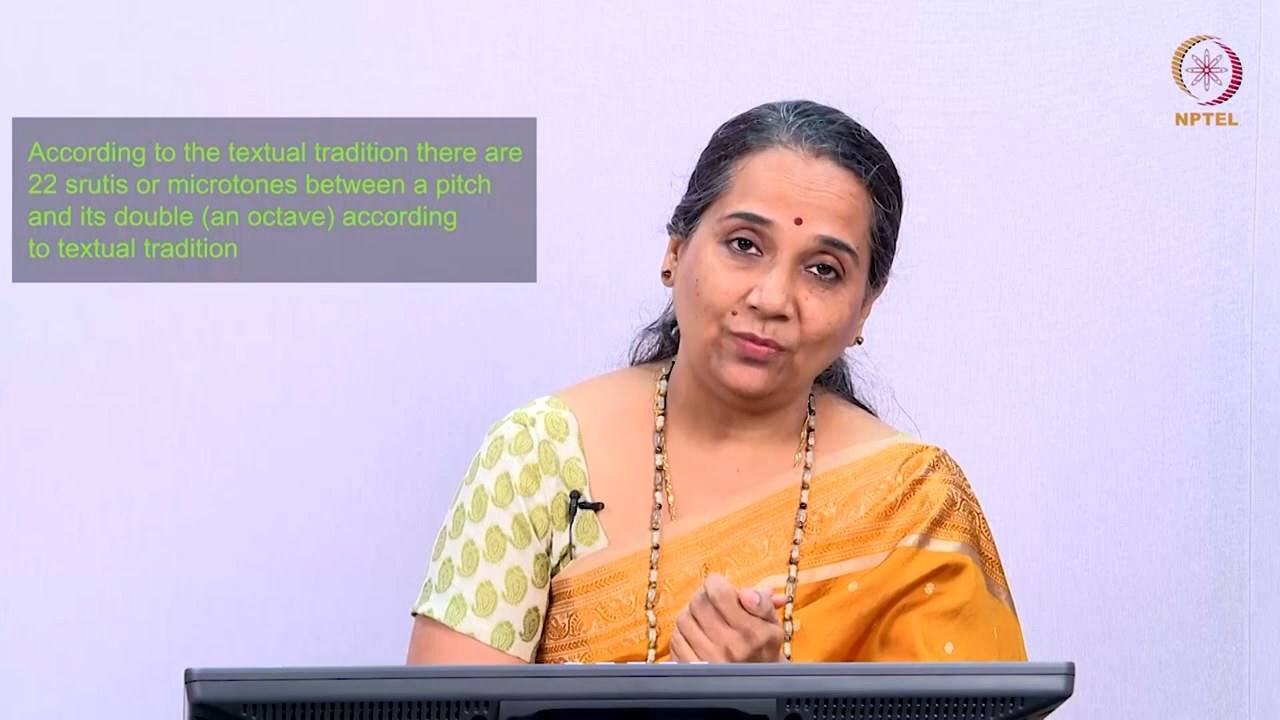 According to the textual tradition there are
22 srutis or microtones between a pitch
and its double (an octave) according
to textual tradition
NPTEL